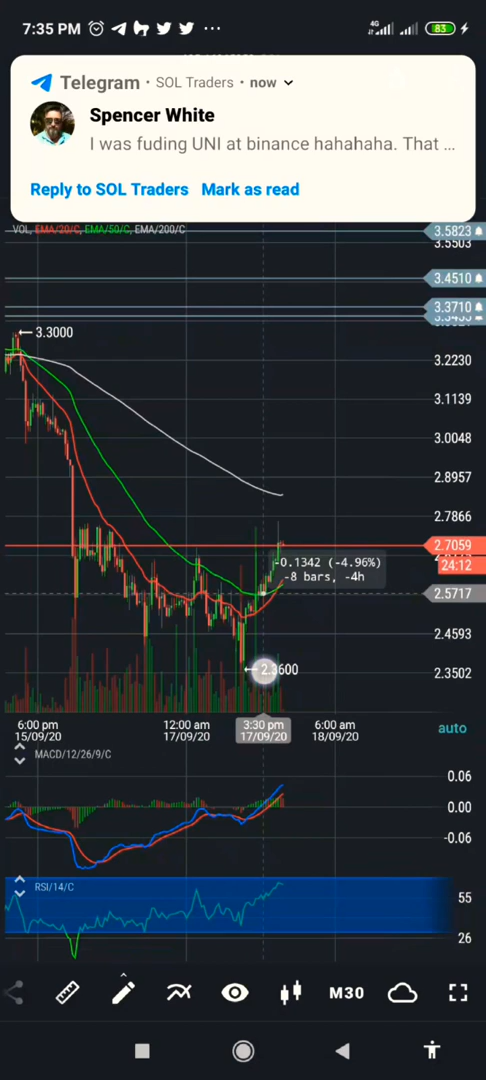 7:35 PM
4G
83
Telegram · SOL Traders · now
Spencer White
I was fuding UNI at binance hahahaha. That ...
Reply to SOL Traders Mark as read
VOL, EMA/20/C, EMA/50/C, EMA/200/C
3.5823
3.5503
3.4510
3.3710
3.3000
3.2230
3.1139
3.0048
2.8957
2.7866
2.7059
24:12
-0.1342 (-4.96%)
-8 bars, -4h
2.5717
2.4593
2.3600
2.3502
6:00 pm 12:00 am 3:30 pm 6:00 am
15/09/20 17/09/20 17/09/20 18/09/20
auto
MACD/12/26/9/C
0.06
0.00
-0.06
RSI/14/C
55
26
M30